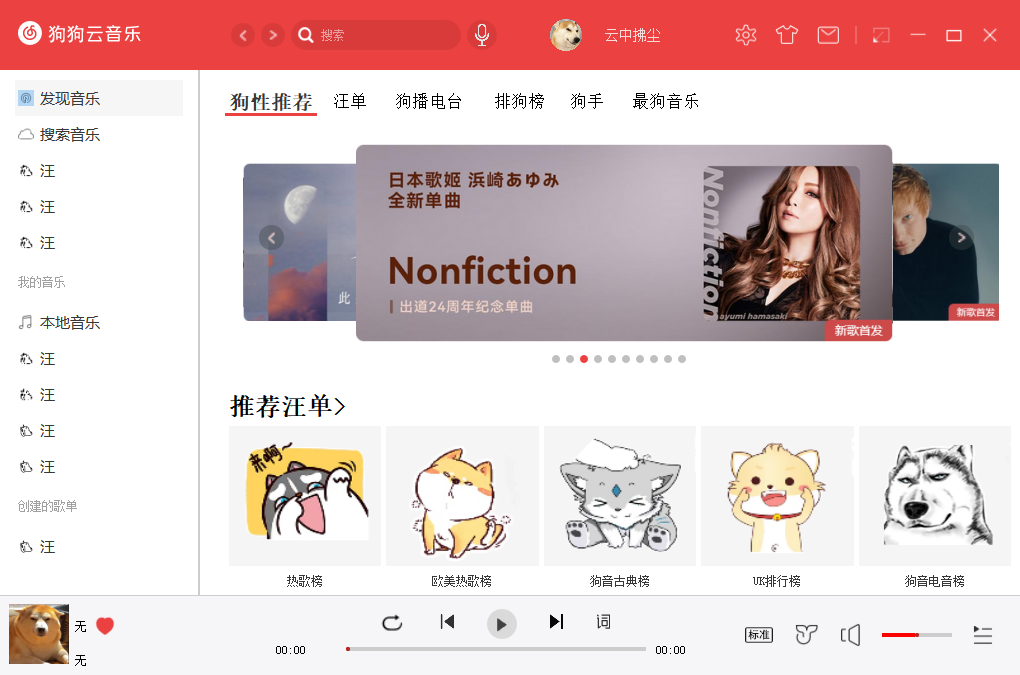 狗狗云音乐
搜索
云中拂尘
发现音乐
搜索音乐
汪
汪
汪
我的音乐
本地音乐
汪
汪
汪
汪
创建的歌单
汪
狗性推荐 汪单 狗播电台 排狗榜 狗手 最狗音乐
此
日本歌姬 浜崎あゆみ
全新单曲
Nonfiction
出道24周年纪念单曲
Nonfiction
ayumi hamasaki
新歌首发
新歌首发
推荐汪单>
来啊~
热歌榜
欧美热歌榜
狗音古典榜
UK排行榜
狗音电音榜
无
无
词
00:00
00:00
标准